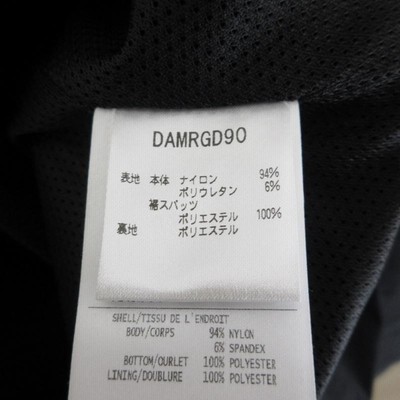 DAMRGD90
表地 本体 ナイロン 94%
ポリウレタン 6%
裾スパッツ
ポリエステル 100%
裏地 ポリエステル
SHELL/TISSU DE L'ENDROIT
BODY/CORPS 94% NYLON
6% SPANDEX
BOTTOM/OURLET 100% POLYESTER
LINING/DOUBLURE 100% POLYESTER